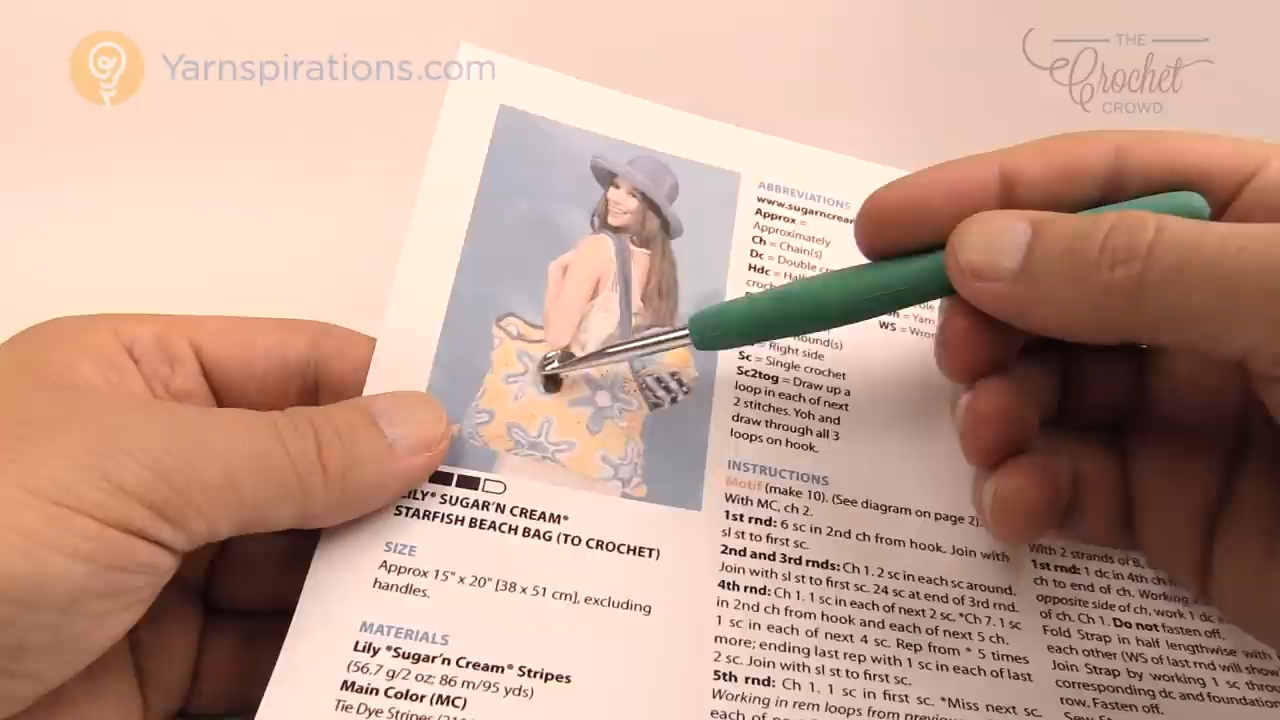 Yarnspirations.com
THE
Crochet
CROWD
LILY® SUGAR'N CREAM®
STARFISH BEACH BAG (TO CROCHET)
SIZE
Approx 15" x 20" [38 x 51 cm], excluding
handles.
MATERIALS
Lily ®Sugar'n Cream® Stripes
(56.7 g/2 oz; 86 m/95 yds)
Main Color (MC)
Tie Dye Stripes
ABBREVIATIONS
www.sugarncream
Approx =
Approximately
Ch = Chain(s)
Dc = Double
Hdc =
= Yarn
WS =
= Right side
Sc = Single crochet
Sc2tog = Draw up a
loop in each of next
2 stitches. Yoh and
draw through all 3
loops on hook.
INSTRUCTIONS
Motif (make 10). (See diagram on page 2).
With MC, ch 2.
1st rnd: 6 sc in 2nd ch from hook. Join with
sl st to first sc.
2nd and 3rd rnds: Ch 1. 2 sc in each sc around.
Join with sl st to first sc. 24 sc at end of 3rd rnd.
4th rnd: Ch 1. 1 sc in each of next 2 sc. *Ch 7. 1 sc
in 2nd ch from hook and each of next 5 ch.
1 sc in each of next 4 sc. Rep from * 5 times
more; ending last rep with 1 sc in each of last
2 sc. Join with sl st to first sc.
5th rnd: Ch 1. 1 sc in first sc. *Miss next sc.
Working in rem loops from
each of
With 2 strands of B,
1st rnd: 1 dc in 4th ch
ch to end of ch. Working
opposite side of ch, work 1 dc
of ch. Ch 1. Do not fasten off.
Fold Strap in half lengthwise with
each other (WS of last rnd will show
Join Strap by working 1 sc
corresponding dc and foundation
row. Fasten off.